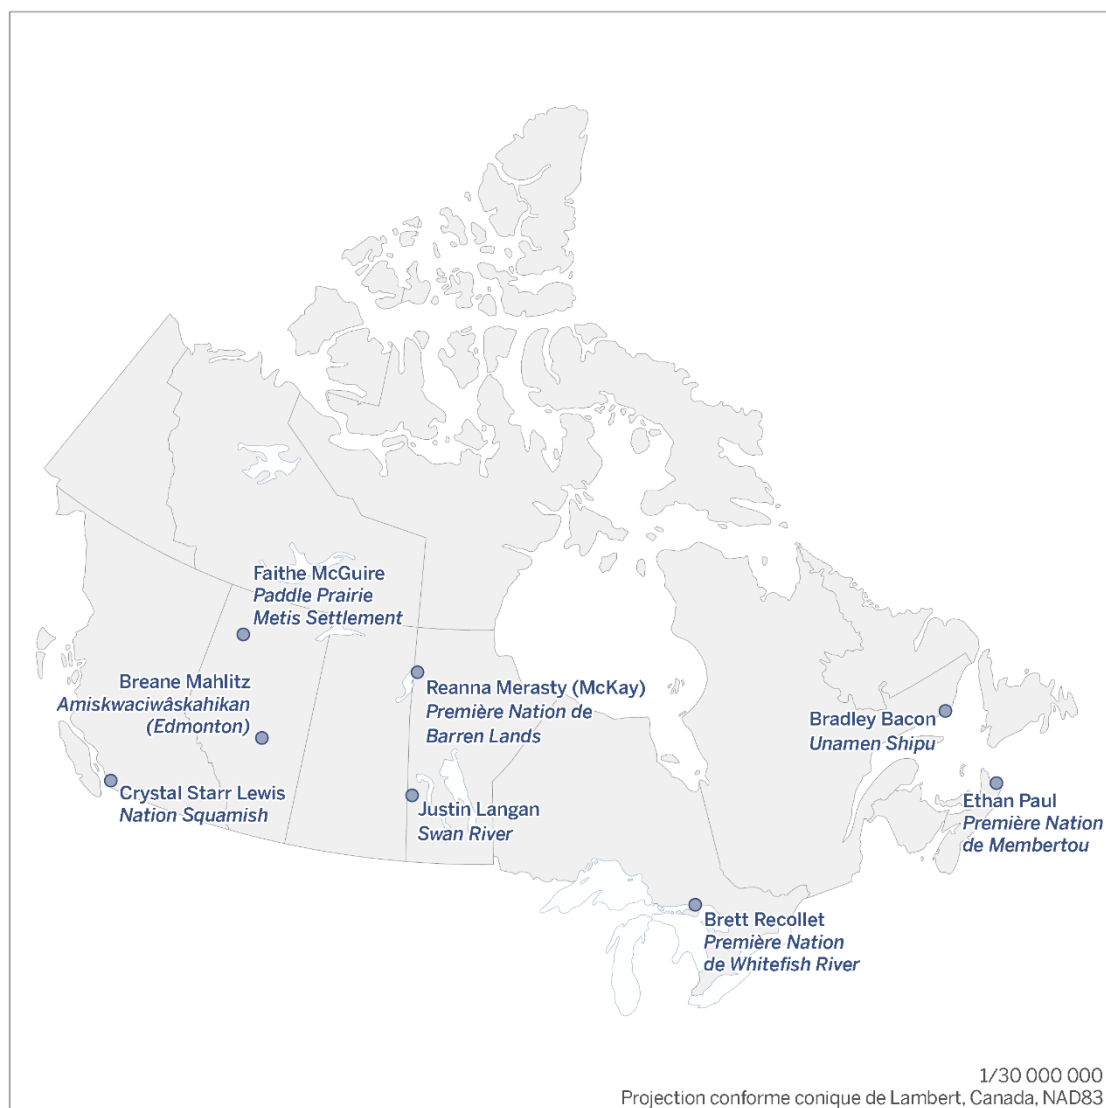 Faithe McGuire
Paddle Prairie
Metis Settlement
Breane Mahlitz
Amiskwaciwâskahikan
(Edmonton)
Reanna Merasty (McKay)
Première Nation de
Barren Lands
Bradley Bacon
Unamen Shipu
Crystal Starr Lewis
Nation Squamish
Justin Langan
Swan River
Ethan Paul
Première Nation
de Membertou
Brett Recollet
Première Nation
de Whitefish River
1/30 000 000
Projection conforme conique de Lambert, Canada, NAD83